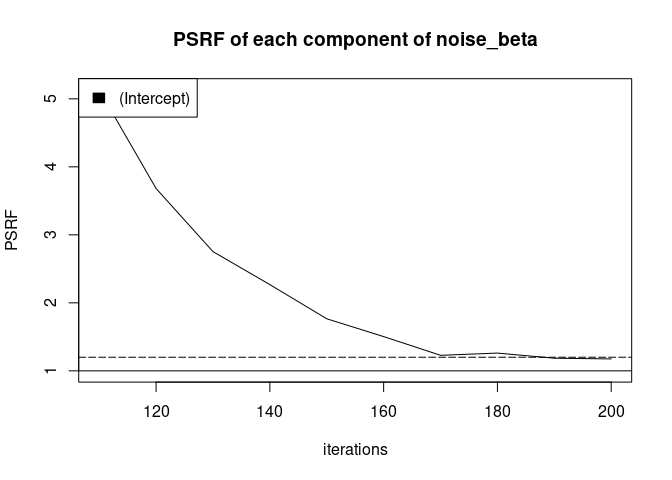 PSRF of each component of noise_beta
(Intercept)
5
4
3
2
1
PSRF
120 140 160 180 200
iterations